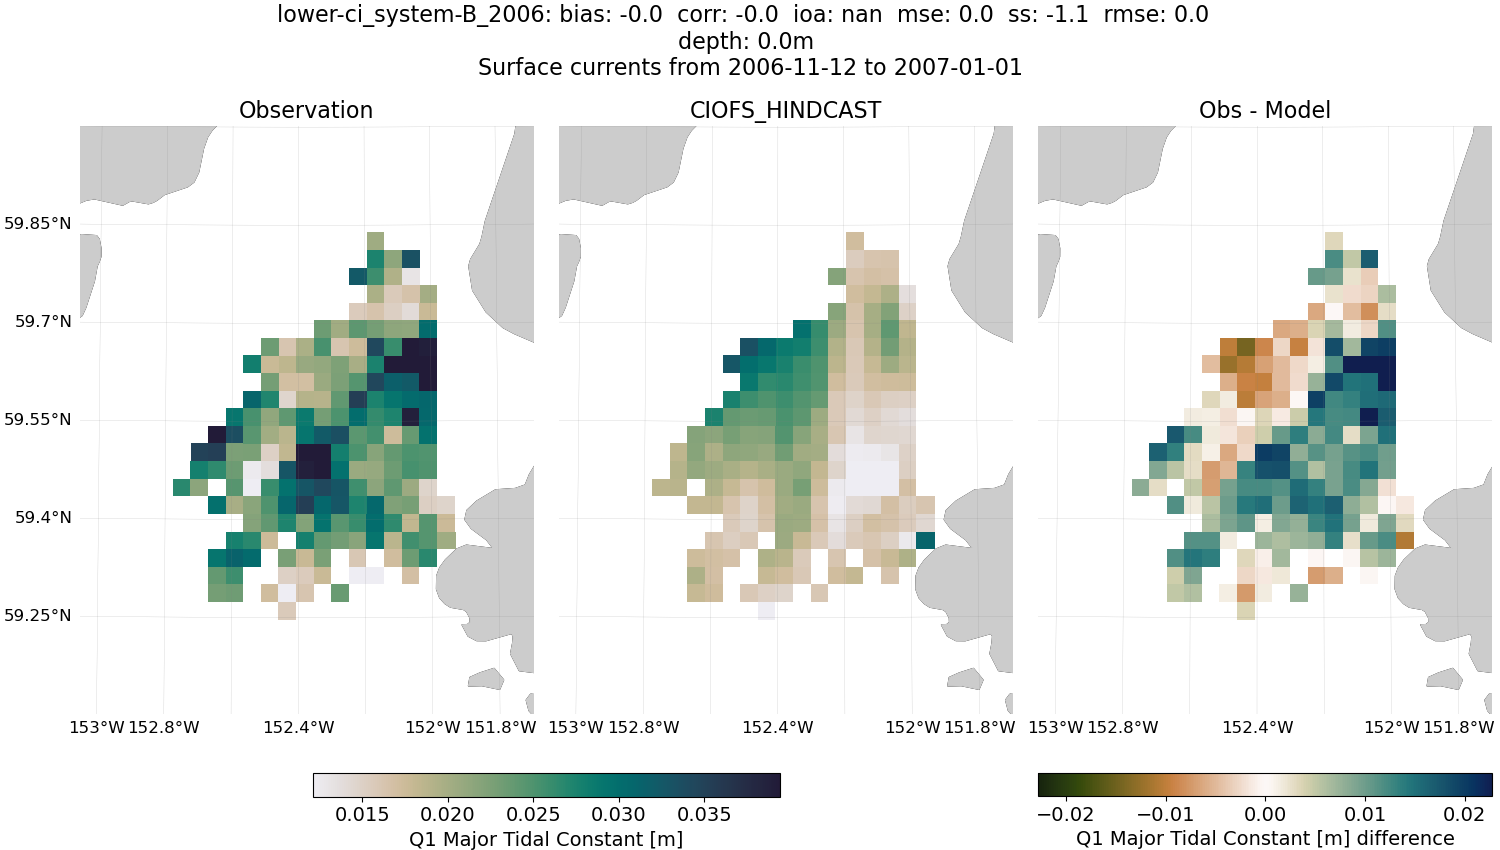 lower-ci_system-B_2006: bias: -0.0  corr: -0.0  ioa: nan  mse: 0.0  ss: -1.1  rmse: 0.0
depth: 0.0m
Surface currents from 2006-11-12 to 2007-01-01
Observation
CIOFS_HINDCAST
Obs - Model
59.85°N
59.7°N
59.55°N
59.4°N
59.25°N
153°W 152.8°W 152.4°W 152°W 151.8°W
153°W 152.8°W 152.4°W 152°W 151.8°W
153°W 152.8°W 152.4°W 152°W 151.8°W
0.015 0.020 0.025 0.030 0.035
Q1 Major Tidal Constant [m]
−0.02 −0.01 0.00 0.01 0.02
Q1 Major Tidal Constant [m] difference